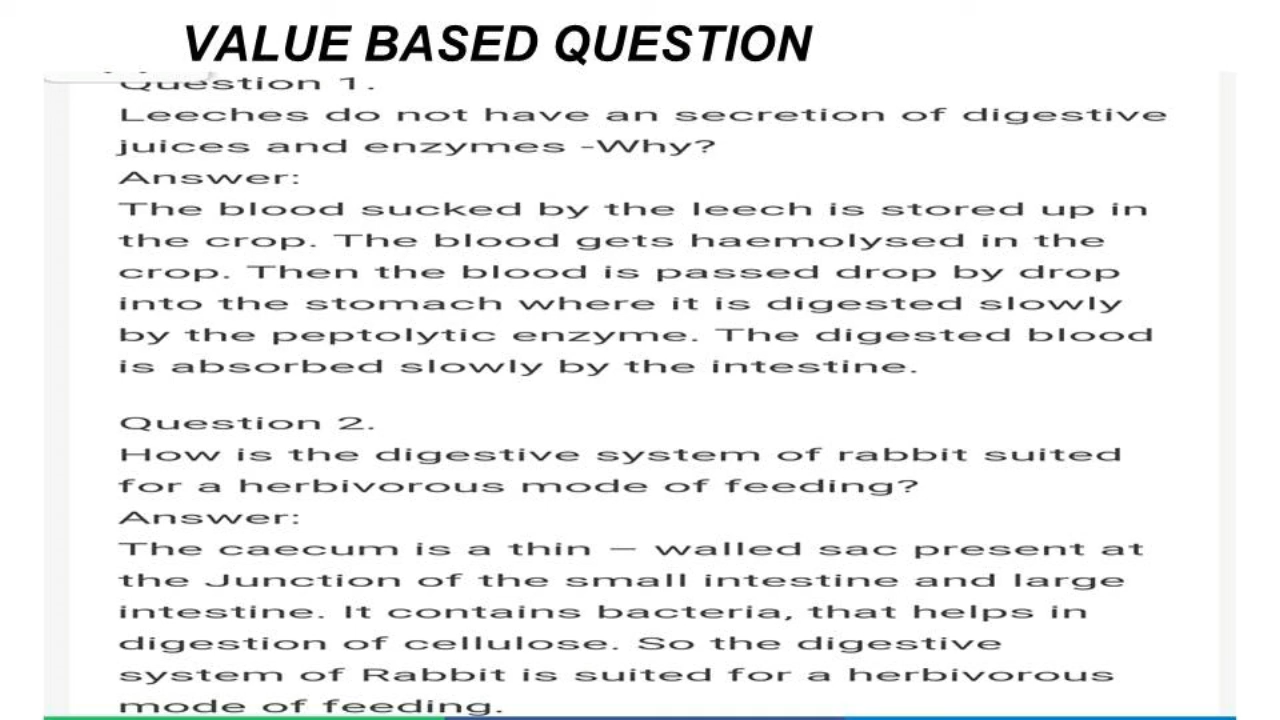 VALUE BASED QUESTION
Question 1.
Leeches do not have an secretion of digestive
juices and enzymes -Why?
Answer:
The blood sucked by the leech is stored up in
the crop. The blood gets haemolysed in the
crop. Then the blood is passed drop by drop
into the stomach where it is digested slowly
by the peptolytic enzyme. The digested blood
is absorbed slowly by the intestine.
Question 2.
How is the digestive system of rabbit suited
for a herbivorous mode of feeding?
Answer:
The caecum is a thin – walled sac present at
the Junction of the small intestine and large
intestine. It contains bacteria, that helps in
digestion of cellulose. So the digestive
system of Rabbit is suited for a herbivorous
mode of feeding.